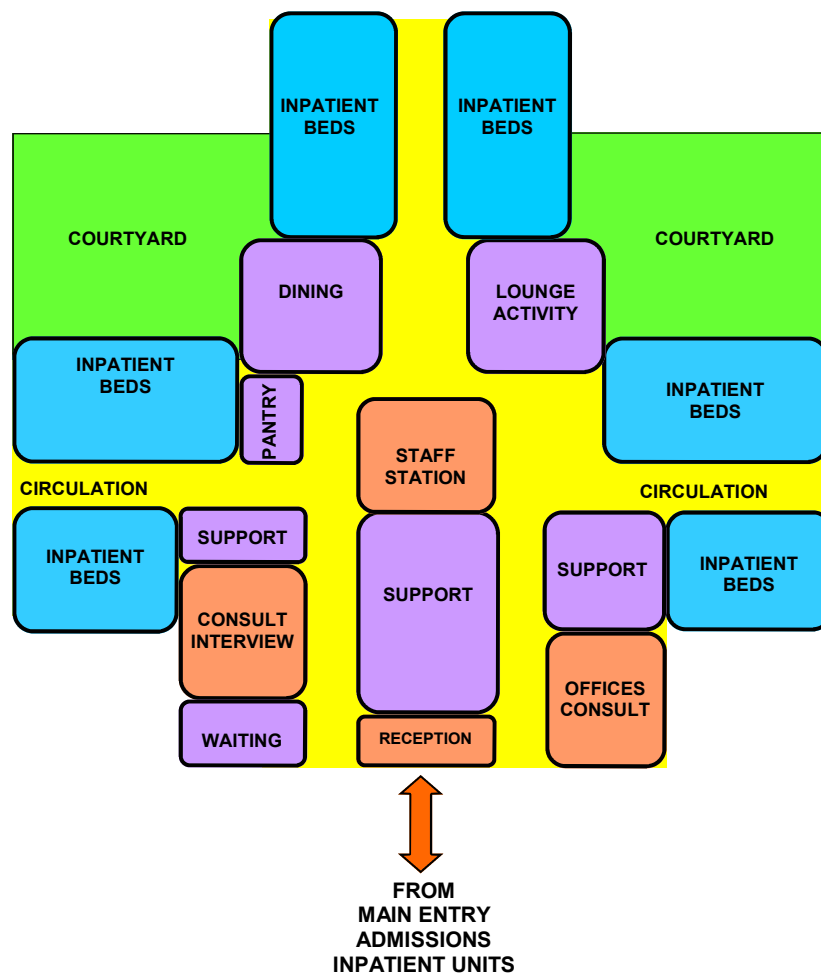 INPATIENT
BEDS
INPATIENT
BEDS
COURTYARD
COURTYARD
DINING
LOUNGE
ACTIVITY
INPATIENT
BEDS
PANTRY
INPATIENT
BEDS
STAFF
STATION
CIRCULATION
CIRCULATION
INPATIENT
BEDS
SUPPORT
SUPPORT
SUPPORT
INPATIENT
BEDS
CONSULT
INTERVIEW
OFFICES
CONSULT
WAITING
RECEPTION
FROM
MAIN ENTRY
ADMISSIONS
INPATIENT UNITS